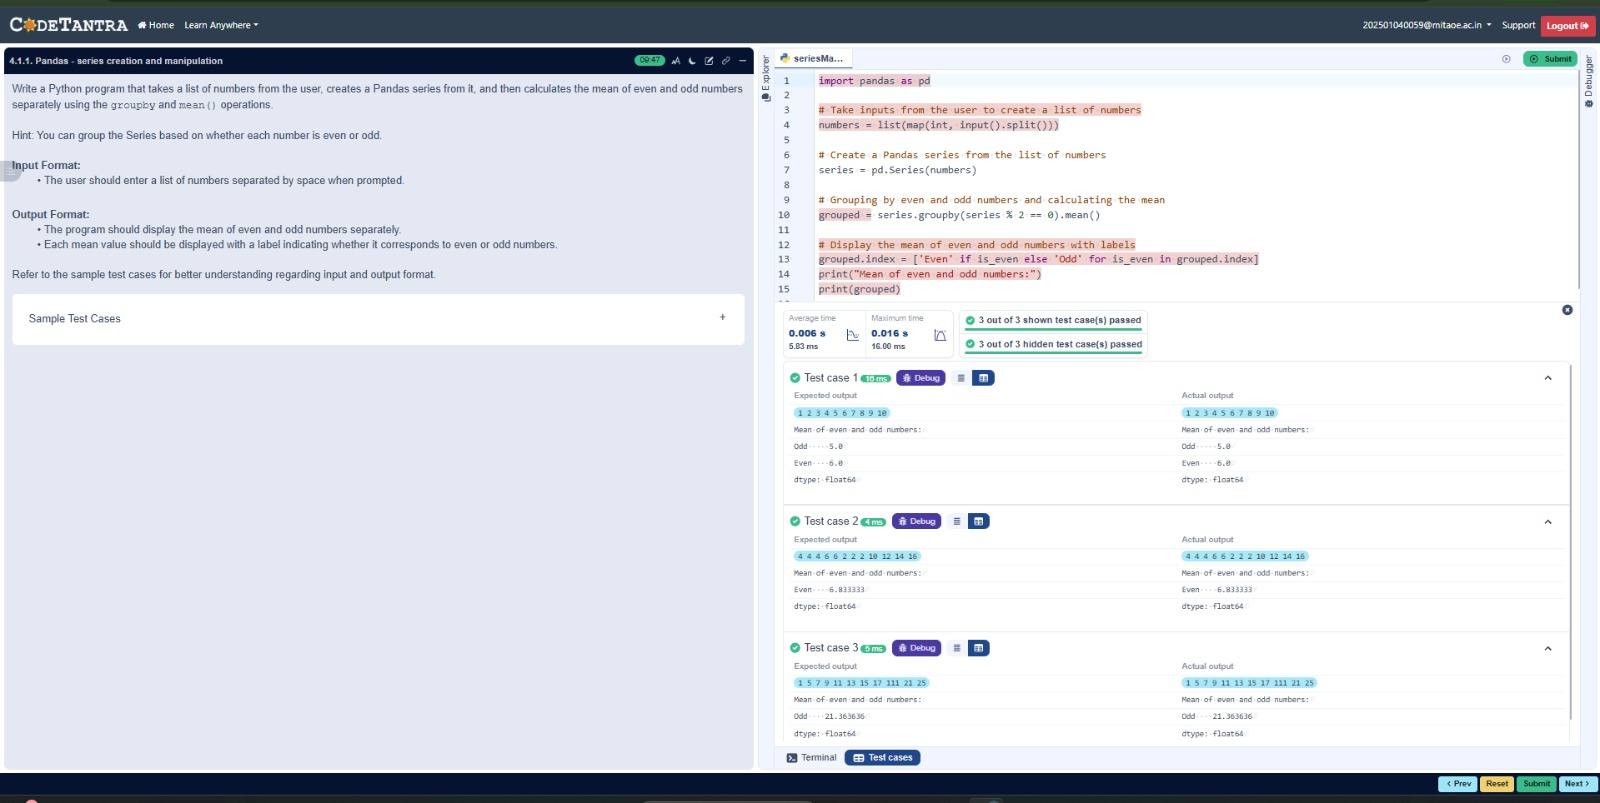 CODETANTRA Home Learn Anywhere 202501040059@mitaoe.ac.in Support Logout
4.1.1. Pandas - series creation and manipulation 09:47
Write a Python program that takes a list of numbers from the user, creates a Pandas series from it, and then calculates the mean of even and odd numbers
separately using the groupby and mean() operations.
Hint: You can group the Series based on whether each number is even or odd.
Input Format:
• The user should enter a list of numbers separated by space when prompted.
Output Format:
• The program should display the mean of even and odd numbers separately.
• Each mean value should be displayed with a label indicating whether it corresponds to even or odd numbers.
Refer to the sample test cases for better understanding regarding input and output format.
Sample Test Cases +
Explorer
seriesMa...
Submit
Debugger
1 import pandas as pd
2
3 # Take inputs from the user to create a list of numbers
4 numbers = list(map(int, input().split()))
5
6 # Create a Pandas series from the list of numbers
7 series = pd.Series(numbers)
8
9 # Grouping by even and odd numbers and calculating the mean
10 grouped = series.groupby(series % 2 == 0).mean()
11
12 # Display the mean of even and odd numbers with labels
13 grouped.index = ['Even' if is_even else 'Odd' for is_even in grouped.index]
14 print("Mean of even and odd numbers:")
15 print(grouped)
Average time Maximum time
0.006 s 0.016 s
5.83 ms 16.00 ms
3 out of 3 shown test case(s) passed
3 out of 3 hidden test case(s) passed
Test case 1 16 ms Debug
Expected output Actual output
1 2 3 4 5 6 7 8 9 10 1 2 3 4 5 6 7 8 9 10
Mean·of·even·and·odd·numbers: Mean·of·even·and·odd·numbers:
Odd·····5.0 Odd·····5.0
Even····6.0 Even····6.0
dtype:·float64 dtype:·float64
Test case 2 4 ms Debug
Expected output Actual output
4 4 4 6 6 2 2 2 10 12 14 16 4 4 4 6 6 2 2 2 10 12 14 16
Mean·of·even·and·odd·numbers: Mean·of·even·and·odd·numbers:
Even····6.833333 Even····6.833333
dtype:·float64 dtype:·float64
Test case 3 5 ms Debug
Expected output Actual output
1 5 7 9 11 13 15 17 111 21 25 1 5 7 9 11 13 15 17 111 21 25
Mean·of·even·and·odd·numbers: Mean·of·even·and·odd·numbers:
Odd····21.363636 Odd····21.363636
dtype:·float64 dtype:·float64
Terminal Test cases
< Prev Reset Submit Next >